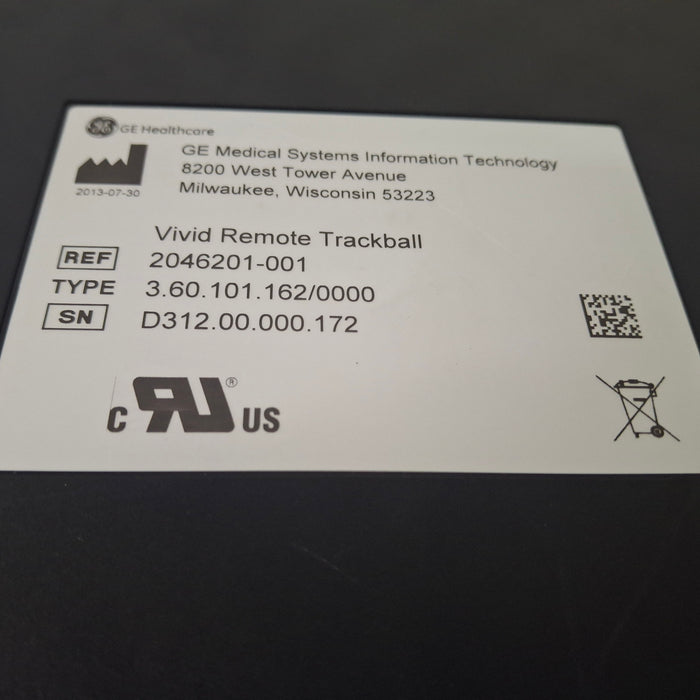 GE Healthcare
2013-07-30
GE Medical Systems Information Technology
8200 West Tower Avenue
Milwaukee, Wisconsin 53223
Vivid Remote Trackball
REF 2046201-001
TYPE 3.60.101.162/0000
SN D312.00.000.172
C RU ® US